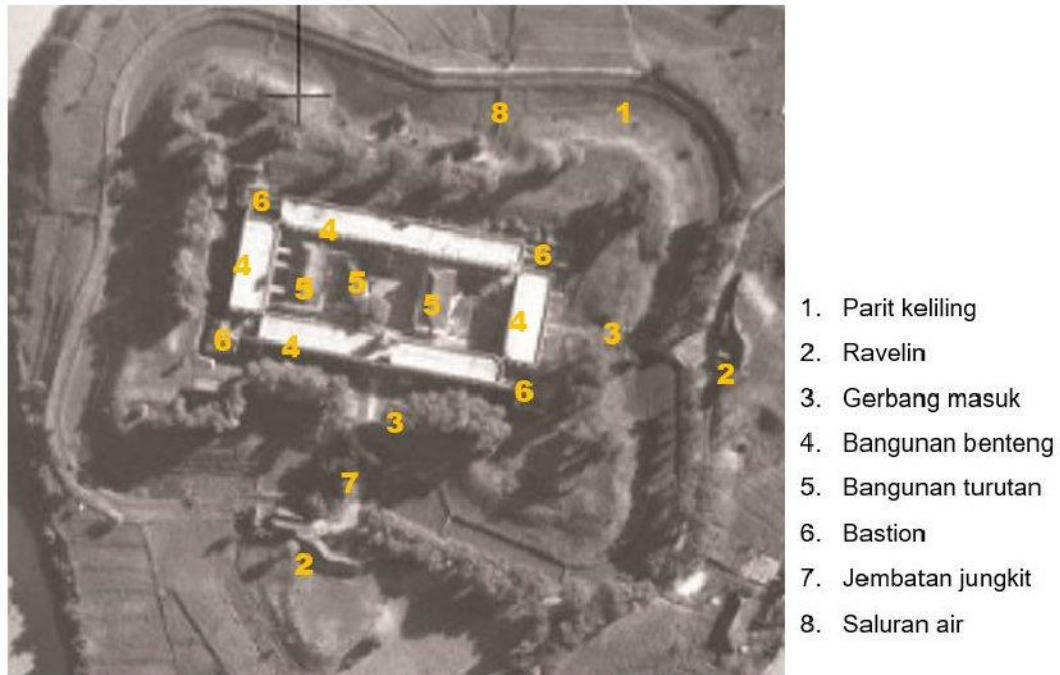 8 1
6
4
6
4 5 5 5 4 3
6 4 2
6
3
7
2
1. Parit keliling
2. Ravelin
3. Gerbang masuk
4. Bangunan benteng
5. Bangunan turutan
6. Bastion
7. Jembatan jungkit
8. Saluran air